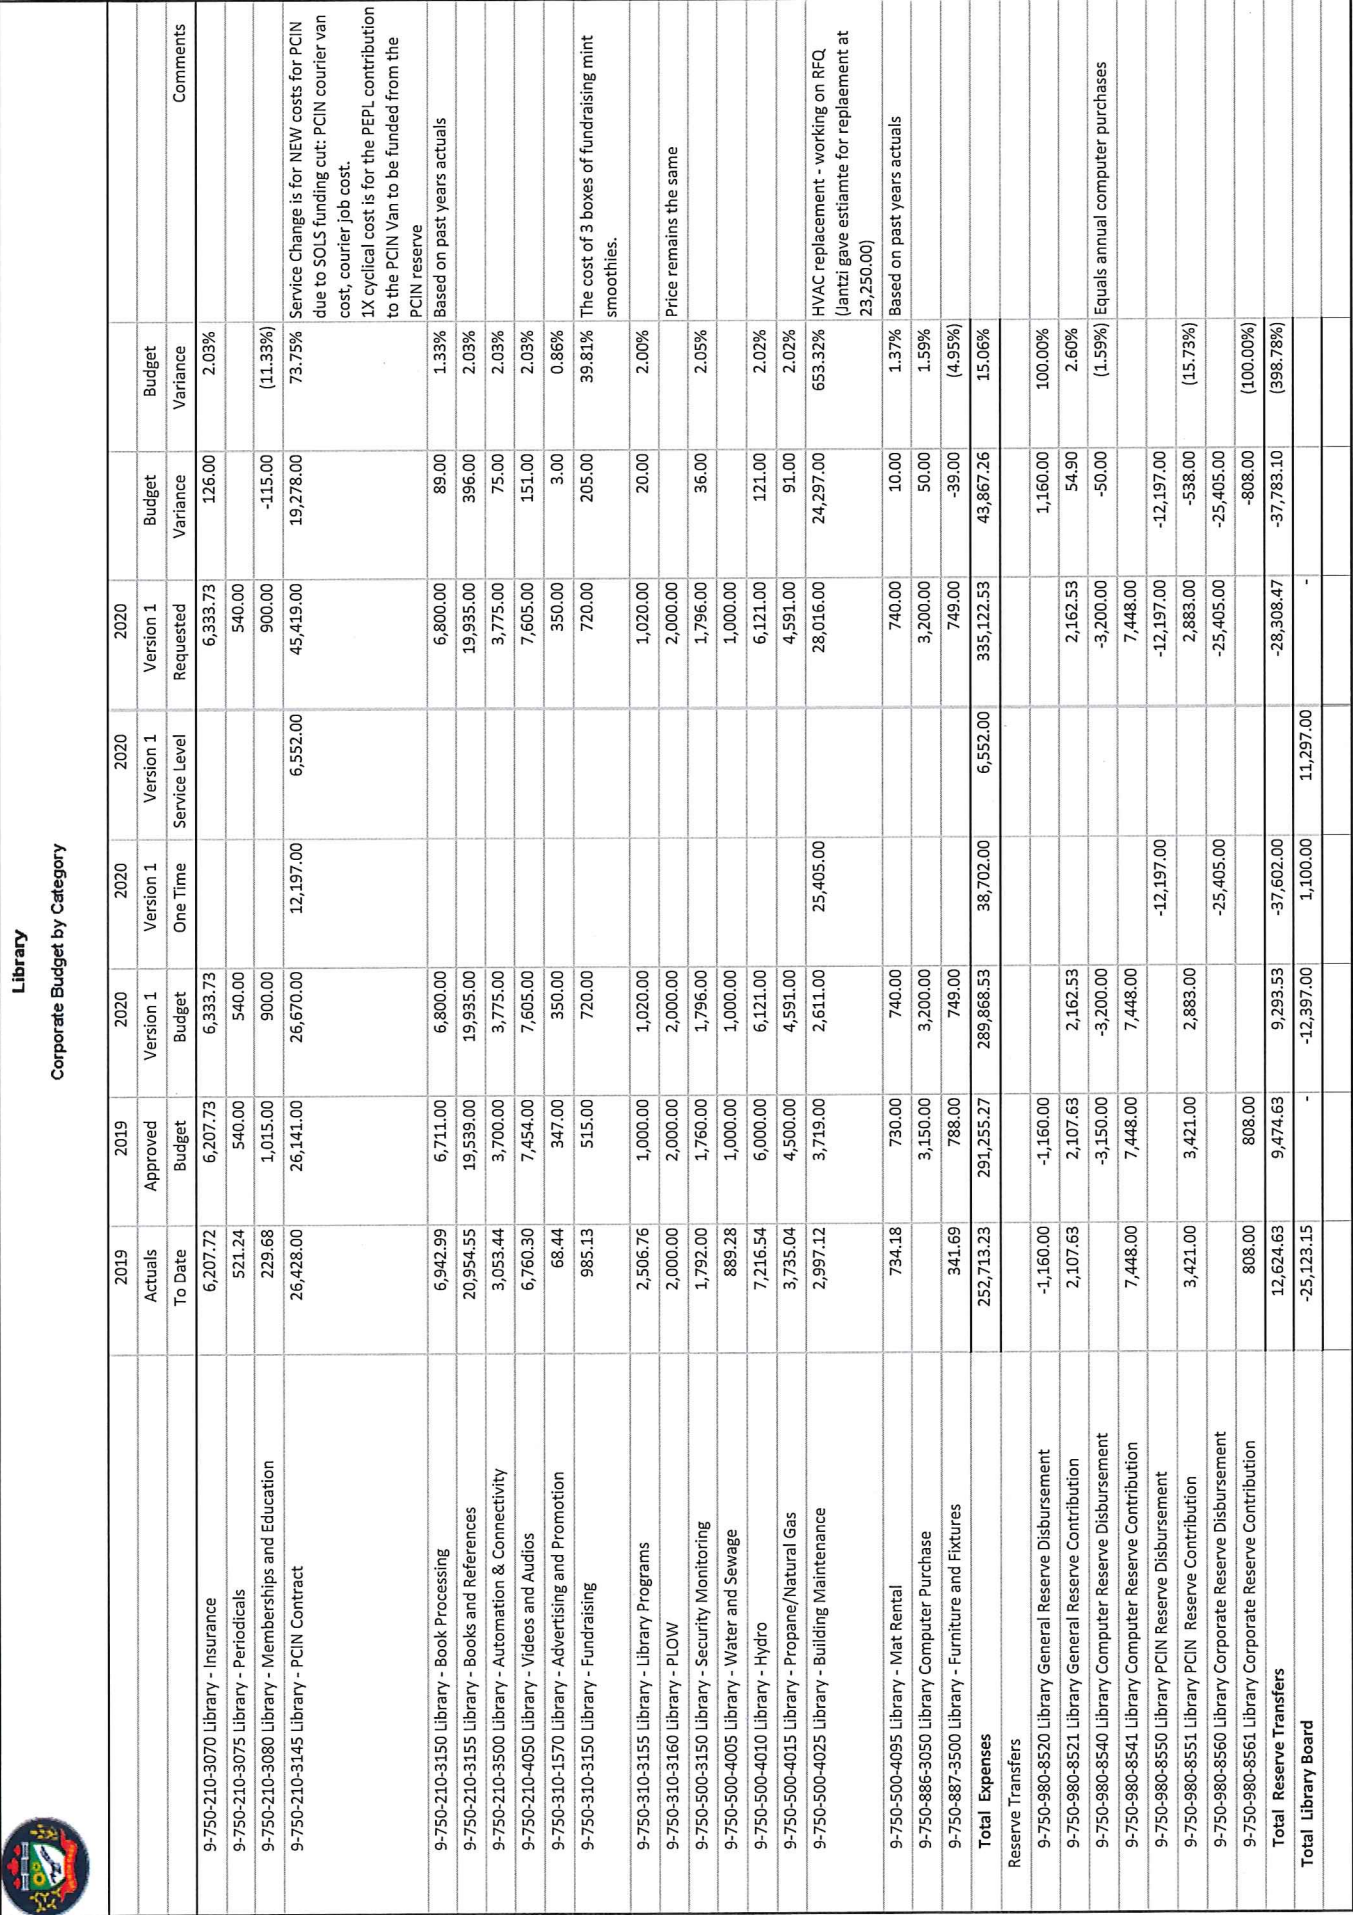 Library
Corporate Budget by Category
2019 2019 2020 2020 2020 2020
Actuals Approved Version 1 Version 1 Version 1 Version 1 Budget Budget
To Date Budget Budget One Time Service Level Requested Variance Variance Comments
9-750-210-3070 Library - Insurance 6,207.72 6,207.73 6,333.73 6,333.73 126.00 2.03%
9-750-210-3075 Library - Periodicals 521.24 540.00 540.00 540.00
9-750-210-3080 Library - Memberships and Education 229.68 1,015.00 900.00 900.00 -115.00 (11.33%)
9-750-210-3145 Library - PCIN Contract 26,428.00 26,141.00 26,670.00 12,197.00 6,552.00 45,419.00 19,278.00 73.75% Service Change is for NEW costs for PCIN
due to SOLS funding cut: PCIN courier van
cost, courier job cost.
1X cyclical cost is for the PEPL contribution
to the PCIN Van to be funded from the
PCIN reserve
9-750-210-3150 Library - Book Processing 6,942.99 6,711.00 6,800.00 6,800.00 89.00 1.33% Based on past years actuals
9-750-210-3155 Library - Books and References 20,954.55 19,539.00 19,935.00 19,935.00 396.00 2.03%
9-750-210-3500 Library - Automation & Connectivity 3,053.44 3,700.00 3,775.00 3,775.00 75.00 2.03%
9-750-210-4050 Library - Videos and Audios 6,760.30 7,454.00 7,605.00 7,605.00 151.00 2.03%
9-750-310-1570 Library - Advertising and Promotion 68.44 347.00 350.00 350.00 3.00 0.86%
9-750-310-3150 Library - Fundraising 985.13 515.00 720.00 720.00 205.00 39.81% The cost of 3 boxes of fundraising mint
smoothies.
9-750-310-3155 Library - Library Programs 2,506.76 1,000.00 1,020.00 1,020.00 20.00 2.00%
9-750-310-3160 Library - PLOW 2,000.00 2,000.00 2,000.00 2,000.00 Price remains the same
9-750-500-3150 Library - Security Monitoring 1,792.00 1,760.00 1,796.00 1,796.00 36.00 2.05%
9-750-500-4005 Library - Water and Sewage 889.28 1,000.00 1,000.00 1,000.00
9-750-500-4010 Library - Hydro 7,216.54 6,000.00 6,121.00 6,121.00 121.00 2.02%
9-750-500-4015 Library - Propane/Natural Gas 3,735.04 4,500.00 4,591.00 4,591.00 91.00 2.02%
9-750-500-4025 Library - Building Maintenance 2,997.12 3,719.00 2,611.00 25,405.00 28,016.00 24,297.00 653.32% HVAC replacement - working on RFQ
(Jantzi gave estiamte for replaement at
23,250.00)
9-750-500-4095 Library - Mat Rental 734.18 730.00 740.00 740.00 10.00 1.37% Based on past years actuals
9-750-886-3050 Library Computer Purchase 3,150.00 3,200.00 3,200.00 50.00 1.59%
9-750-887-3500 Library - Furniture and Fixtures 341.69 788.00 749.00 749.00 -39.00 (4.95%)
Total Expenses 252,713.23 291,255.27 289,868.53 38,702.00 6,552.00 335,122.53 43,867.26 15.06%
Reserve Transfers
9-750-980-8520 Library General Reserve Disbursement -1,160.00 -1,160.00 1,160.00 100.00%
9-750-980-8521 Library General Reserve Contribution 2,107.63 2,107.63 2,162.53 2,162.53 54.90 2.60%
9-750-980-8540 Library Computer Reserve Disbursement -3,150.00 -3,200.00 -3,200.00 -50.00 (1.59%) Equals annual computer purchases
9-750-980-8541 Library Computer Reserve Contribution 7,448.00 7,448.00 7,448.00 7,448.00
9-750-980-8550 Library PCIN Reserve Disbursement -12,197.00 -12,197.00 -12,197.00
9-750-980-8551 Library PCIN Reserve Contribution 3,421.00 3,421.00 2,883.00 2,883.00 -538.00 (15.73%)
9-750-980-8560 Library Corporate Reserve Disbursement -25,405.00 -25,405.00 -25,405.00
9-750-980-8561 Library Corporate Reserve Contribution 808.00 808.00 -808.00 (100.00%)
Total Reserve Transfers 12,624.63 9,474.63 9,293.53 -37,602.00 -28,308.47 -37,783.10 (398.78%)
Total Library Board -25,123.15 - -12,397.00 1,100.00 11,297.00 -